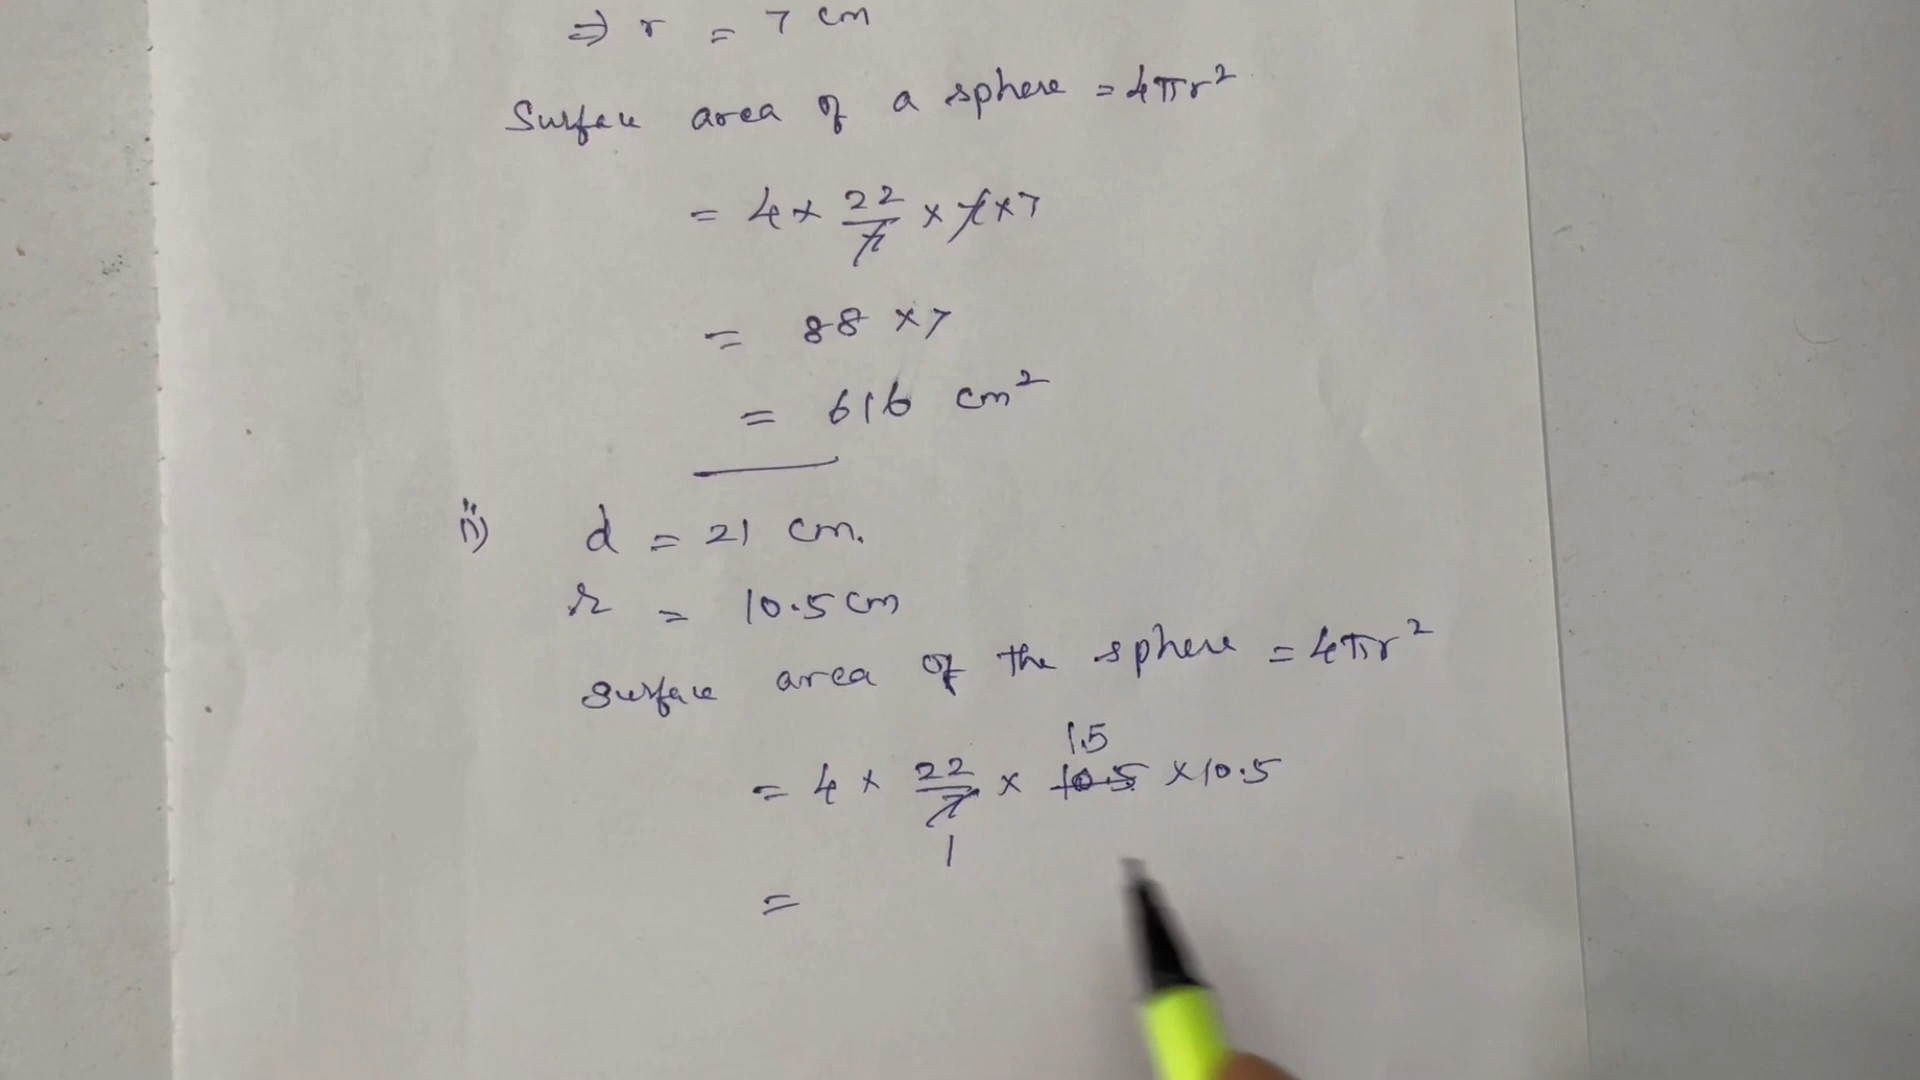 ⇒ r = 7 cm
Surface area of a sphere = 4πr²
= 4 × 22/7 × 7 × 7
= 88 × 7
= 616 cm²
ii) d = 21 cm.
r = 10.5 cm
Surface area of the sphere = 4πr²
1.5
= 4 × 22/7 × 10.5 × 10.5
1
=